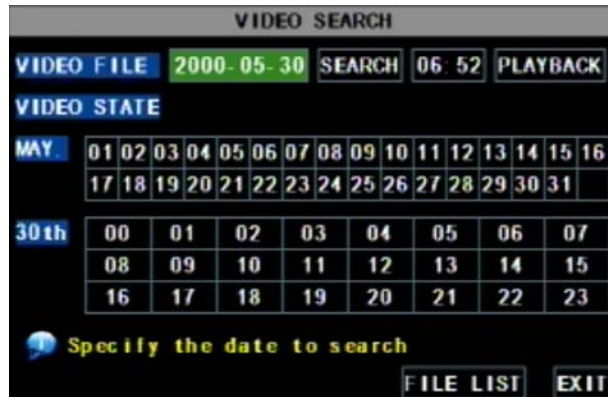 VIDEO SEARCH
VIDEO FILE 2000-05-30 SEARCH 06:52 PLAYBACK
VIDEO STATE
MAY. 01 02 03 04 05 06 07 08 09 10 11 12 13 14 15 16
17 18 19 20 21 22 23 24 25 26 27 28 29 30 31
30th 00 01 02 03 04 05 06 07
08 09 10 11 12 13 14 15
16 17 18 19 20 21 22 23
Specify the date to search
FILE LIST EXIT